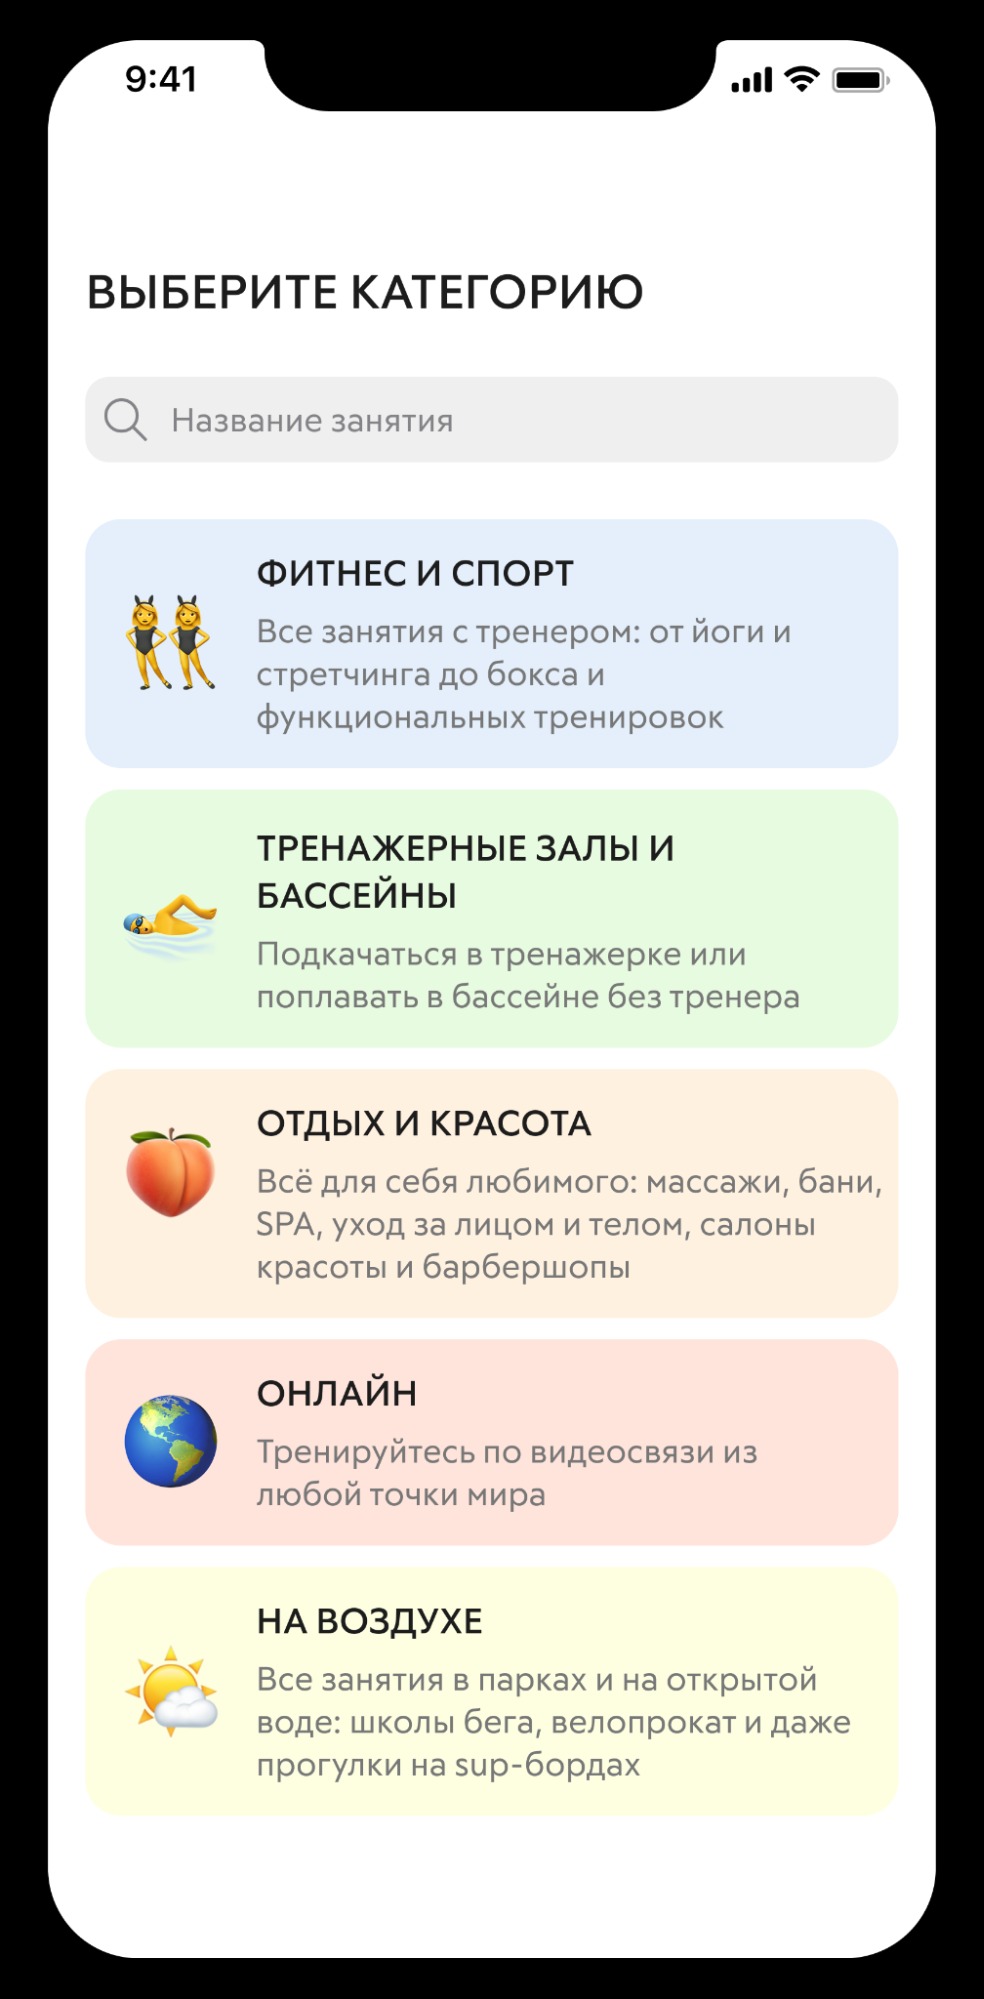 9:41
ВЫБЕРИТЕ КАТЕГОРИЮ
Название занятия
ФИТНЕС И СПОРТ
Все занятия с тренером: от йоги и
стретчинга до бокса и
функциональных тренировок
ТРЕНАЖЕРНЫЕ ЗАЛЫ И
БАССЕЙНЫ
Подкачаться в тренажерке или
поплавать в бассейне без тренера
ОТДЫХ И КРАСОТА
Всё для себя любимого: массажи, бани,
SPA, уход за лицом и телом, салоны
красоты и барбершопы
ОНЛАЙН
Тренируйтесь по видеосвязи из
любой точки мира
НА ВОЗДУХЕ
Все занятия в парках и на открытой
воде: школы бега, велопрокат и даже
прогулки на sup-бордах